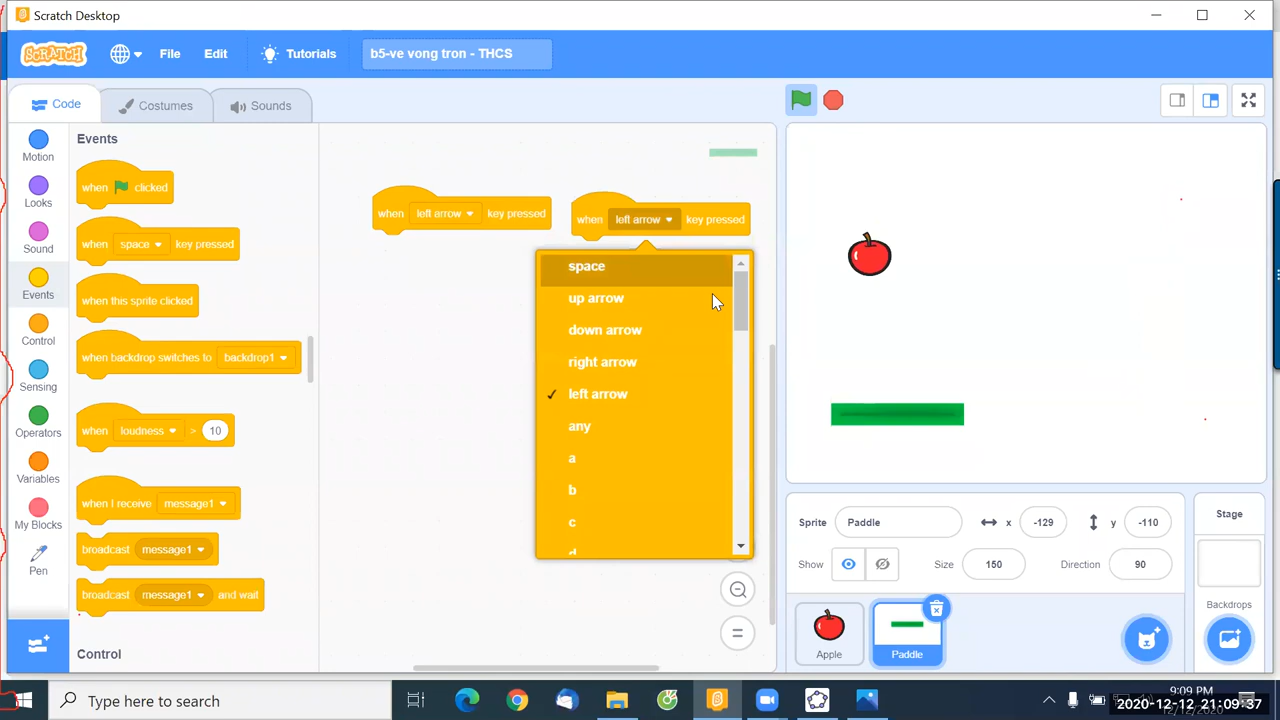 Scratch Desktop
SCRATCH
File
Edit
Tutorials
b5-ve vong tron - THCS
Code
Costumes
Sounds
Motion
Looks
Sound
Events
Control
Sensing
Operators
Variables
My Blocks
Pen
Events
when clicked
when space key pressed
when this sprite clicked
when backdrop switches to backdrop1
when loudness > 10
when I receive message1
broadcast message1
broadcast message1 and wait
Control
when left arrow key pressed
when left arrow key pressed
space
up arrow
down arrow
right arrow
✓ left arrow
any
a
b
c
d
Sprite Paddle x -129 y -110
Show Size 150 Direction 90
Apple
Paddle
Stage
Backdrops
Type here to search
9:09 PM
2020-12-12 21:09:37